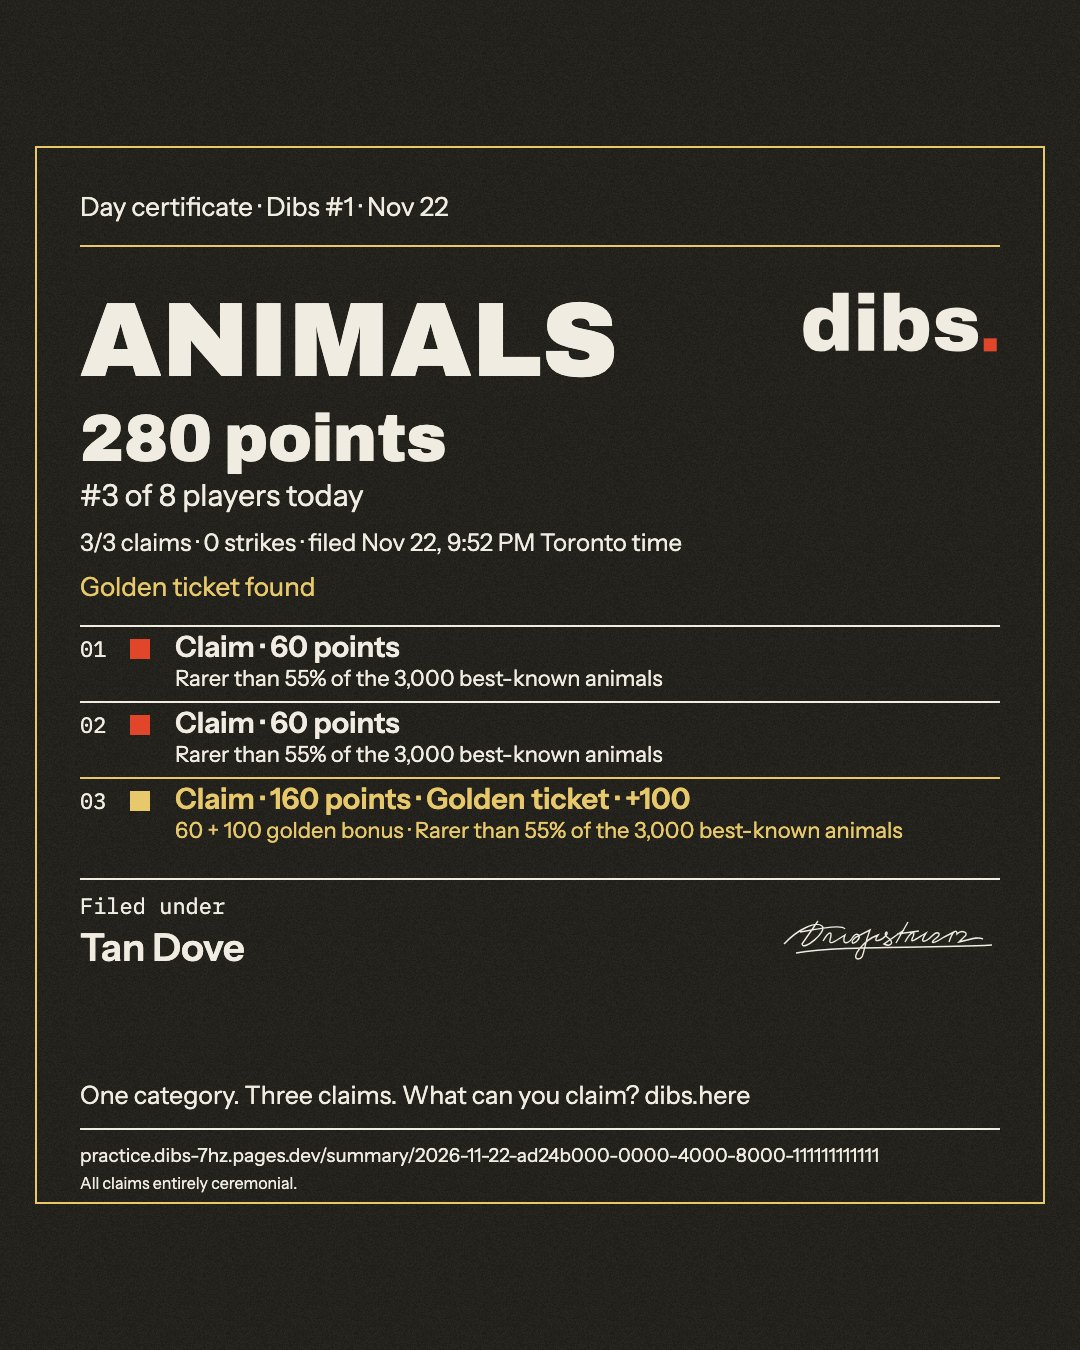 Day certificate · Dibs #1 · Nov 22
ANIMALS
dibs.
280 points
#3 of 8 players today
3/3 claims · 0 strikes · filed Nov 22, 9:52 PM Toronto time
Golden ticket found
01 Claim · 60 points
Rarer than 55% of the 3,000 best-known animals
02 Claim · 60 points
Rarer than 55% of the 3,000 best-known animals
03 Claim · 160 points · Golden ticket · +100
60 + 100 golden bonus · Rarer than 55% of the 3,000 best-known animals
Filed under
Tan Dove
One category. Three claims. What can you claim? dibs.here
practice.dibs-7hz.pages.dev/summary/2026-11-22-ad24b000-0000-4000-8000-111111111111
All claims entirely ceremonial.